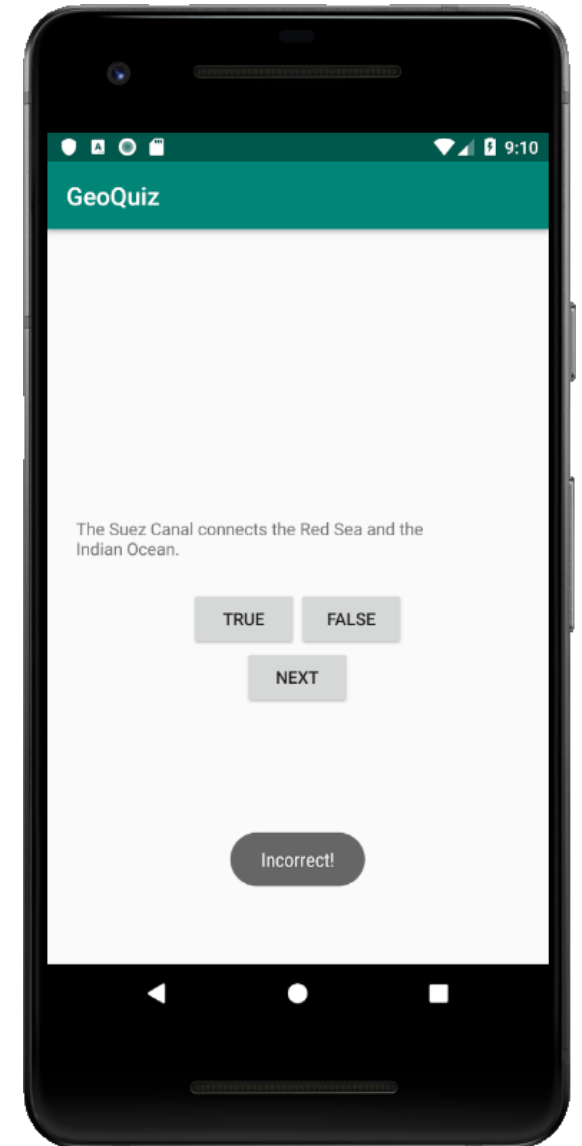 9:10
GeoQuiz
The Suez Canal connects the Red Sea and the
Indian Ocean.
TRUE FALSE
NEXT
Incorrect!